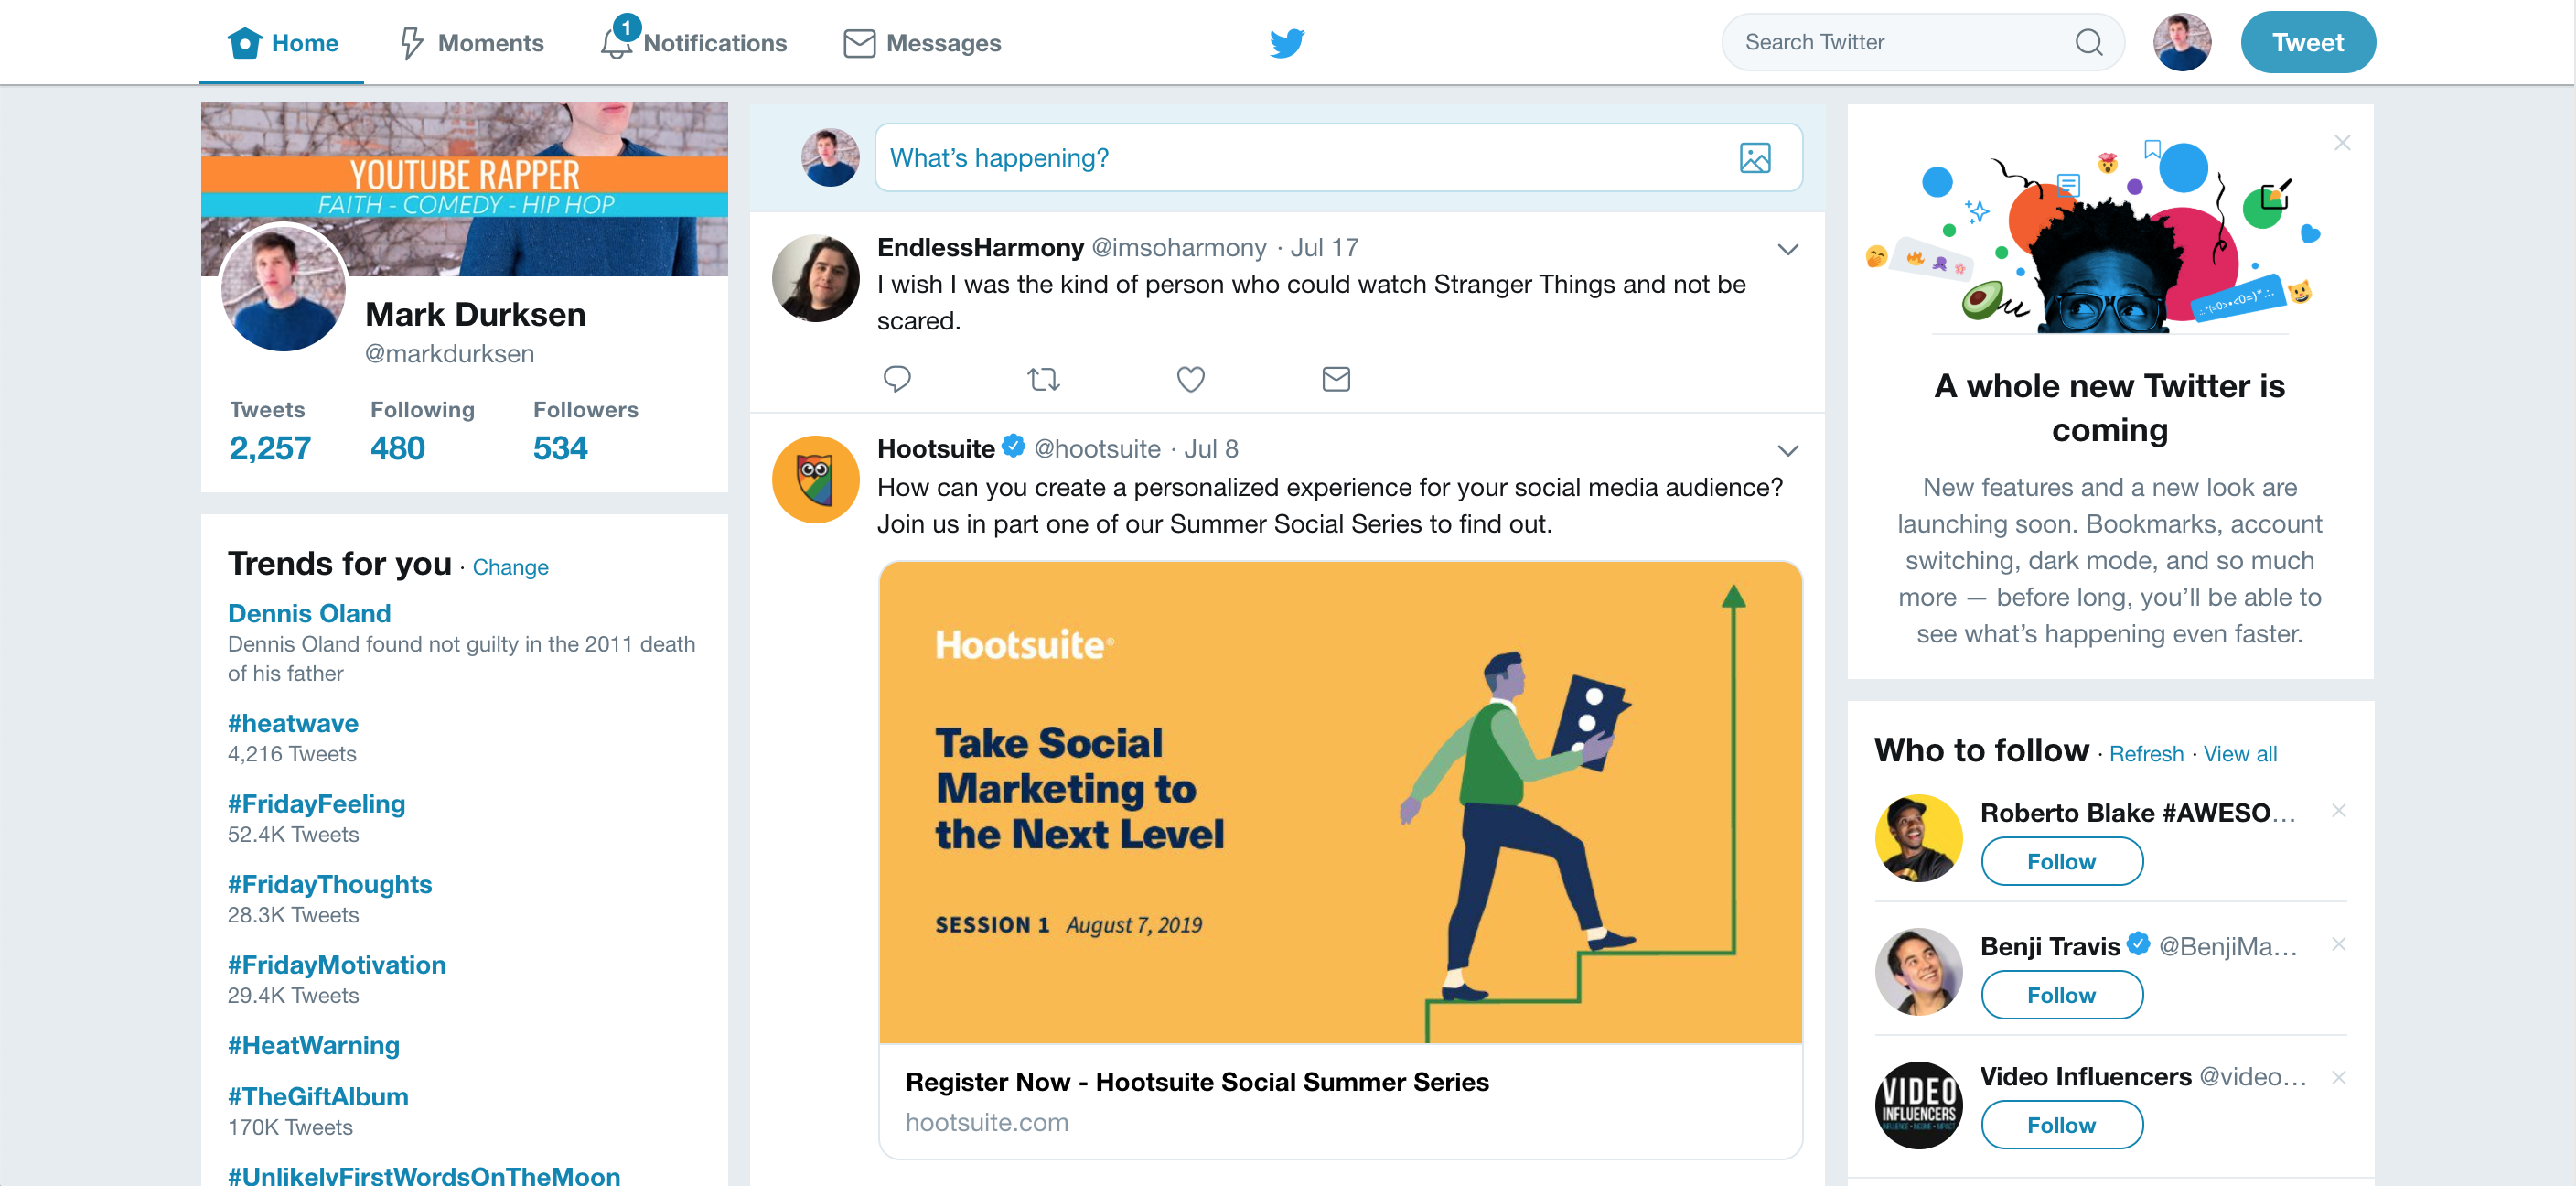 Home
Moments
1
Notifications
Messages
Search Twitter
Tweet
YOUTUBE RAPPER
FAITH - COMEDY - HIP HOP
Mark Durksen
@markdurksen
Tweets Following Followers
2,257 480 534
Trends for you · Change
Dennis Oland
Dennis Oland found not guilty in the 2011 death
of his father
#heatwave
4,216 Tweets
#FridayFeeling
52.4K Tweets
#FridayThoughts
28.3K Tweets
#FridayMotivation
29.4K Tweets
#HeatWarning
#TheGiftAlbum
170K Tweets
#UnlikelyFirstWordsOnTheMoon
What's happening?
EndlessHarmony @imsoharmony · Jul 17
I wish I was the kind of person who could watch Stranger Things and not be
scared.
Hootsuite @hootsuite · Jul 8
How can you create a personalized experience for your social media audience?
Join us in part one of our Summer Social Series to find out.
Hootsuite®
Take Social
Marketing to
the Next Level
SESSION 1 August 7, 2019
Register Now - Hootsuite Social Summer Series
hootsuite.com
A whole new Twitter is
coming
New features and a new look are
launching soon. Bookmarks, account
switching, dark mode, and so much
more — before long, you'll be able to
see what's happening even faster.
Who to follow · Refresh · View all
Roberto Blake #AWESO…
Follow
Benji Travis @BenjiMa…
Follow
VIDEO
INFLUENCERS
Video Influencers @video…
Follow